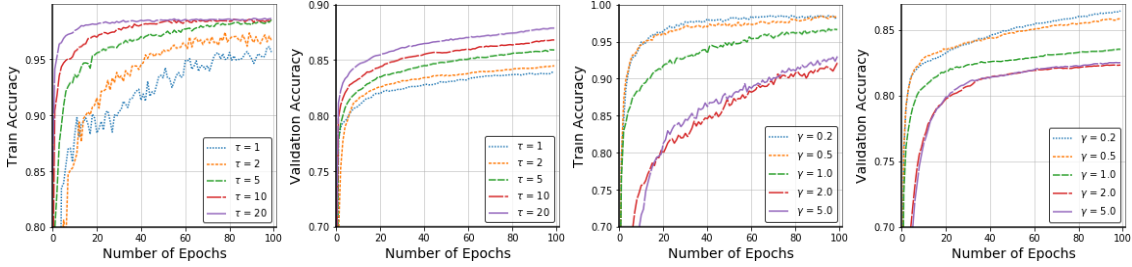 Train Accuracy
0.95
0.90
0.85
0.80
0 20 40 60 80 100
Number of Epochs
τ = 1
τ = 2
τ = 5
τ = 10
τ = 20
Validation Accuracy
0.90
0.85
0.80
0.75
0.70
0 20 40 60 80 100
Number of Epochs
τ = 1
τ = 2
τ = 5
τ = 10
τ = 20
Train Accuracy
1.00
0.95
0.90
0.85
0.80
0.75
0.70
0 20 40 60 80 100
Number of Epochs
γ = 0.2
γ = 0.5
γ = 1.0
γ = 2.0
γ = 5.0
Validation Accuracy
0.85
0.80
0.75
0.70
0 20 40 60 80 100
Number of Epochs
γ = 0.2
γ = 0.5
γ = 1.0
γ = 2.0
γ = 5.0